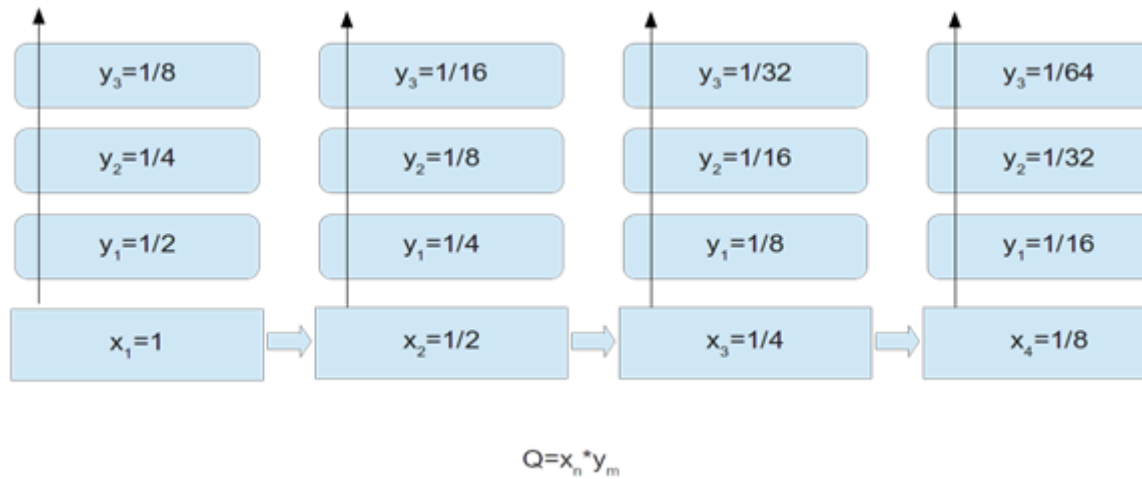 y₃=1/8 y₃=1/16 y₃=1/32 y₃=1/64
y₂=1/4 y₂=1/8 y₂=1/16 y₂=1/32
y₁=1/2 y₁=1/4 y₁=1/8 y₁=1/16
x₁=1 x₂=1/2 x₃=1/4 x₄=1/8
Q=xₙ*yₘ